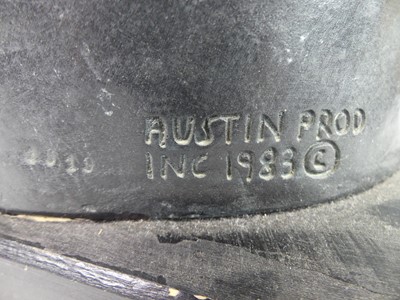 AUSTIN PROD
INC 1983 ©